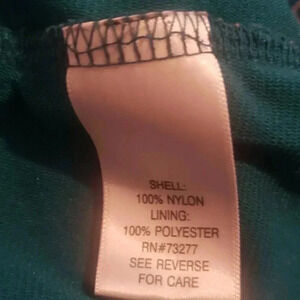 SHELL:
100% NYLON
LINING:
100% POLYESTER
RN#73277
SEE REVERSE
FOR CARE